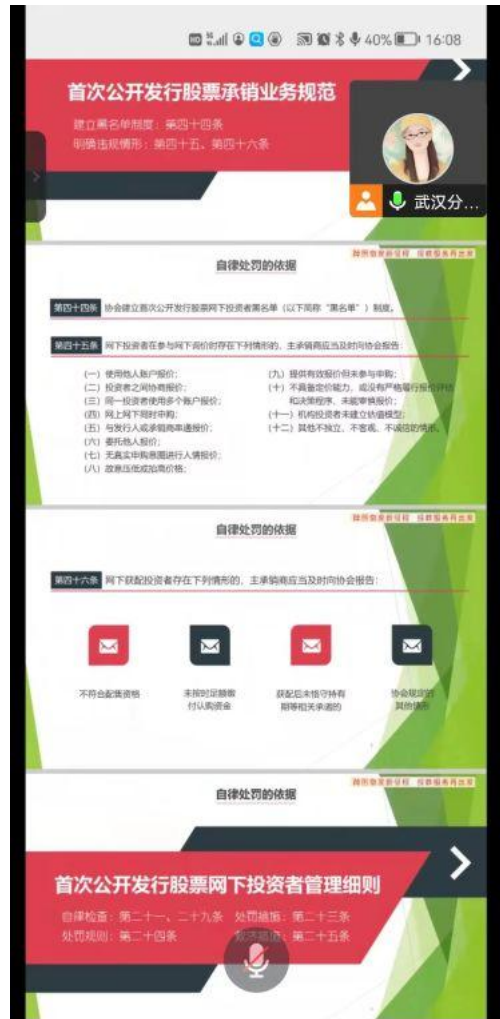 HD 5G 40% 16:08
首次公开发行股票承销业务规范
建立黑名单制度：第四十四条
明确违规情形：第四十五、第四十六条
武汉分...
自律处罚的依据
第四十四条 协会建立首次公开发行股票网下投资者黑名单（以下简称“黑名单”）制度。
第四十五条 网下投资者在参与网下询价时存在下列情形的，主承销商应当及时向协会报告：
（一）使用他人账户报价；
（二）投资者之间协商报价；
（三）同一投资者使用多个账户报价；
（四）网上网下同时申购；
（五）与发行人或承销商串通报价；
（六）委托他人报价；
（七）无真实申购意图进行人情报价；
（八）故意压低或抬高价格；
（九）提供有效报价但未参与申购；
（十）不具备定价能力，或没有严格履行报价评估
和决策程序、未能审慎报价；
（十一）机构投资者未建立估值模型；
（十二）其他不独立、不客观、不诚信的情形。
自律处罚的依据
第四十六条 网下获配投资者存在下列情形的，主承销商应当及时向协会报告：
不符合配售资格
未按时足额缴
付认购资金
获配后未恪守持有
期等相关承诺的
协会规定的
其他情形
自律处罚的依据
首次公开发行股票网下投资者管理细则
自律检查：第二十一、二十九条 处罚措施：第二十三条
处罚规则：第二十四条 第二十五条